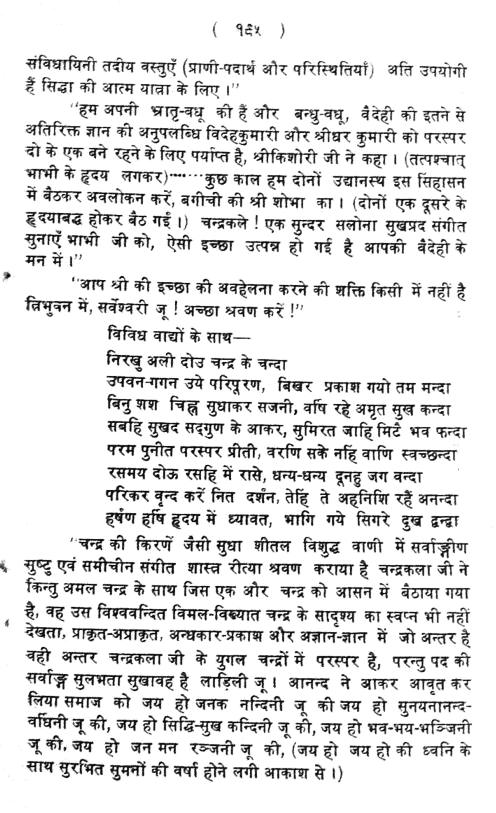 ( १६५ )
संविधायिनी तदीय वस्तुएँ (प्राणी-पदार्थ और परिस्थितियाँ) अति उपयोगी
हैं सिद्धा की आत्म यात्रा के लिए।"
"हम अपनी भ्रातृ-वधू की हैं और बन्धु-वधू, वैदेही की इतने से
अतिरिक्त ज्ञान की अनुपलब्धि विदेहकुमारी और श्रीधर कुमारी को परस्पर
दो के एक बने रहने के लिए पर्याप्त है, श्रीकिशोरी जी ने कहा। (तत्पश्चात्
भाभी के हृदय लगकर)·······कुछ काल हम दोनों उद्यानस्थ इस सिंहासन
में बैठकर अवलोकन करें, बगीची की श्री शोभा का। (दोनों एक दूसरे के
हृदयाबद्ध होकर बैठ गईं।) चन्द्रकले ! एक सुन्दर सलोना सुखप्रद संगीत
सुनाएँ भाभी जी को, ऐसी इच्छा उत्पन्न हो गई है आपकी वैदेही के
मन में।"
"आप श्री की इच्छा की अवहेलना करने की शक्ति किसी में नहीं है
त्रिभुवन में, सर्वेश्वरी जू ! अच्छा श्रवण करें !"
विविध वाद्यों के साथ—
निरखु अली दोउ चन्द्र के चन्दा
उपवन-गगन उये परिपूरण, बिखर प्रकाश गयो तम मन्दा
बिनु शश चिह्न सुधाकर सजनी, वर्षि रहे अमृत सुख कन्दा
सबहि सुखद सद्गुण के आकर, सुमिरत जाहि मिटै भव फन्दा
परम पुनीत परस्पर प्रीती, वरणि सकै नहि वाणि स्वच्छन्दा
रसमय दोऊ रसहि में रासे, धन्य-धन्य दूनहु जग वन्दा
परिकर वृन्द करें नित दर्शन, तेहि ते अहनिशि रहैं अनन्दा
हर्षण हर्षि हृदय में ध्यावत, भागि गये सिगरे दुख द्वन्द्वा
"चन्द्र की किरणें जैसी सुधा शीतल विशुद्ध वाणी में सर्वाङ्गीण
सुष्टु एवं समीचीन संगीत शास्त्र रीत्या श्रवण कराया है चन्द्रकला जी ने
किन्तु अमल चन्द्र के साथ जिस एक और चन्द्र को आसन में बैठाया गया
है, वह उस विश्ववन्दित विमल-विख्यात चन्द्र के सादृश्य का स्वप्न भी नहीं
देखता, प्राकृत-अप्राकृत, अन्धकार-प्रकाश और अज्ञान-ज्ञान में जो अन्तर है
वही अन्तर चन्द्रकला जी के युगल चन्द्रों में परस्पर है, परन्तु पद की
सर्वाङ्ग सुलभता सुखावह है लाड़िली जू। आनन्द ने आकर आवृत कर
लिया समाज को जय हो जनक नन्दिनी जू की जय हो सुनयनानन्द-
वर्धिनी जू की, जय हो सिद्धि-सुख कन्दिनी जू की, जय हो भव-भय-भञ्जिनी
जू की, जय हो जन मन रञ्जनी जू की, (जय हो जय हो की ध्वनि के
साथ सुरभित सुमनों की वर्षा होने लगी आकाश से।)